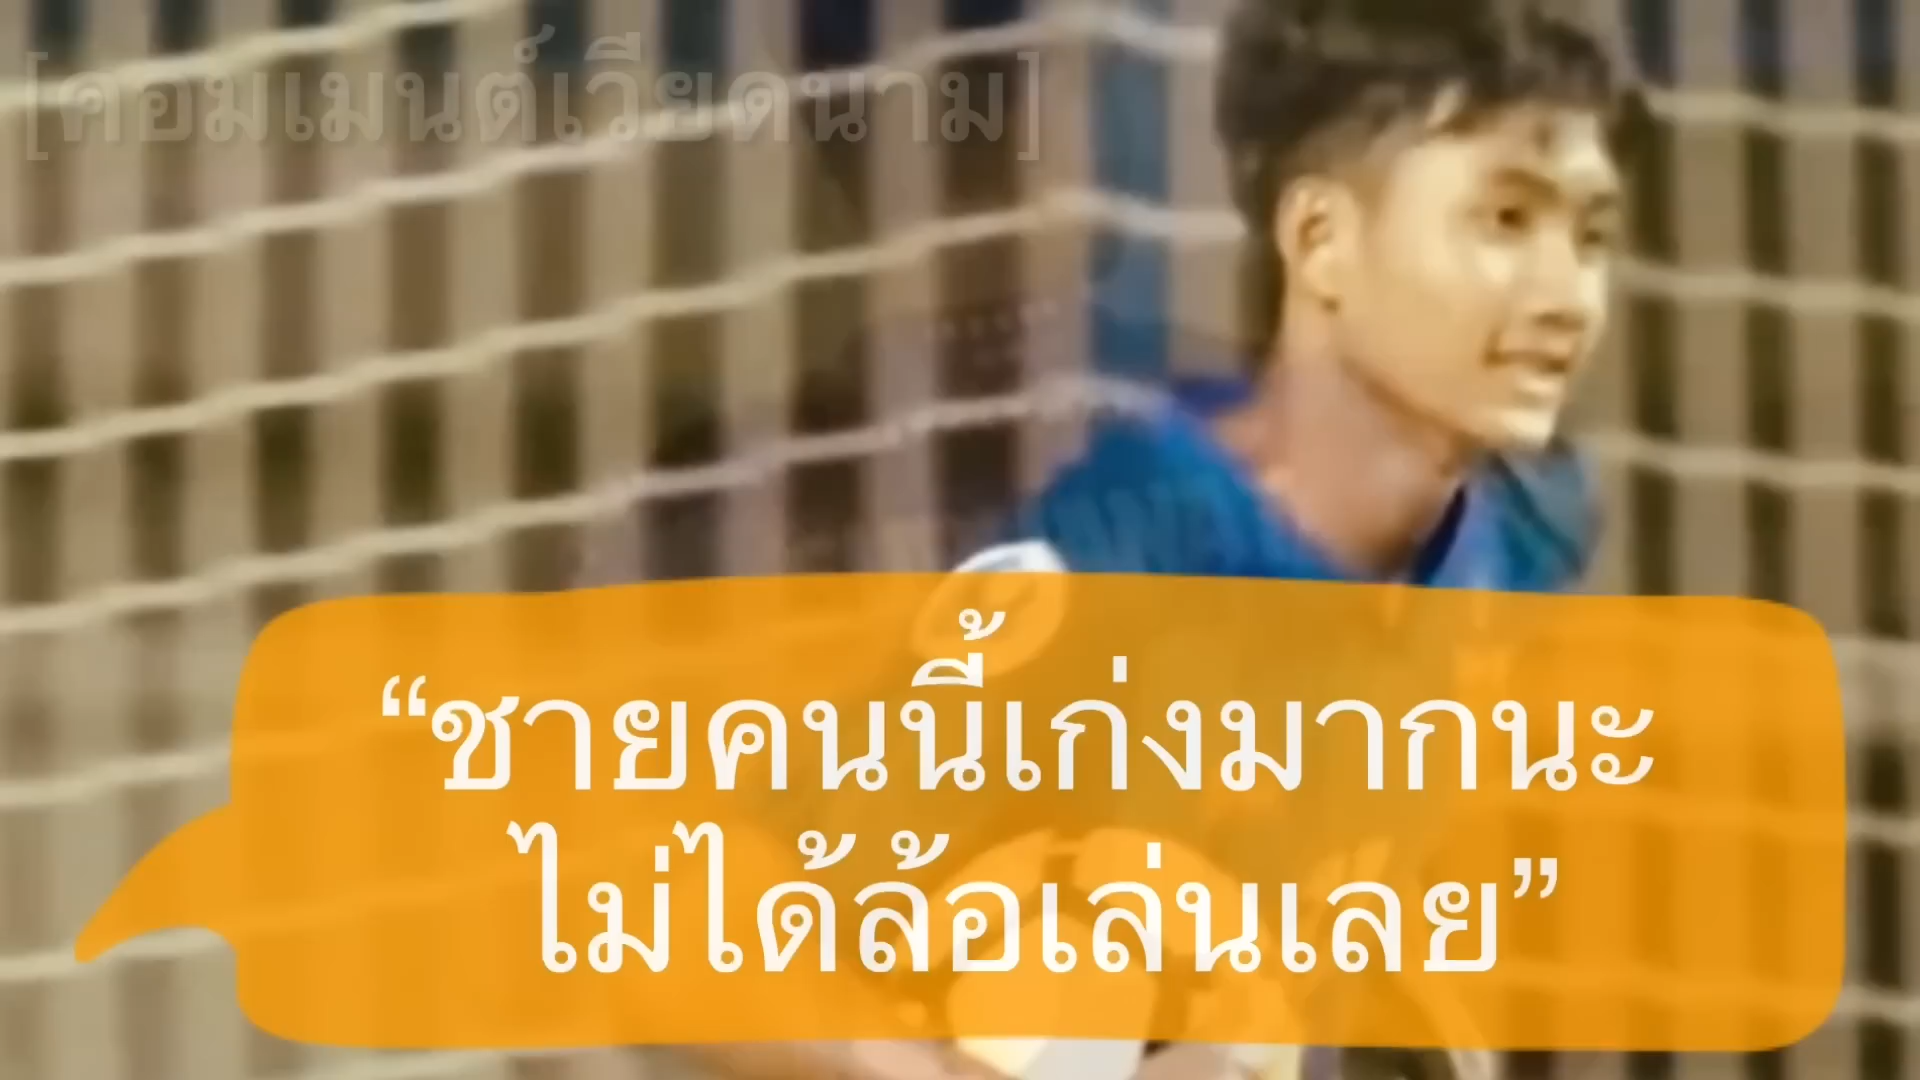 [คอมเมนต์เวียดนาม]
“ชายคนนี้เก่งมากนะ
ไม่ได้ล้อเล่นเลย”